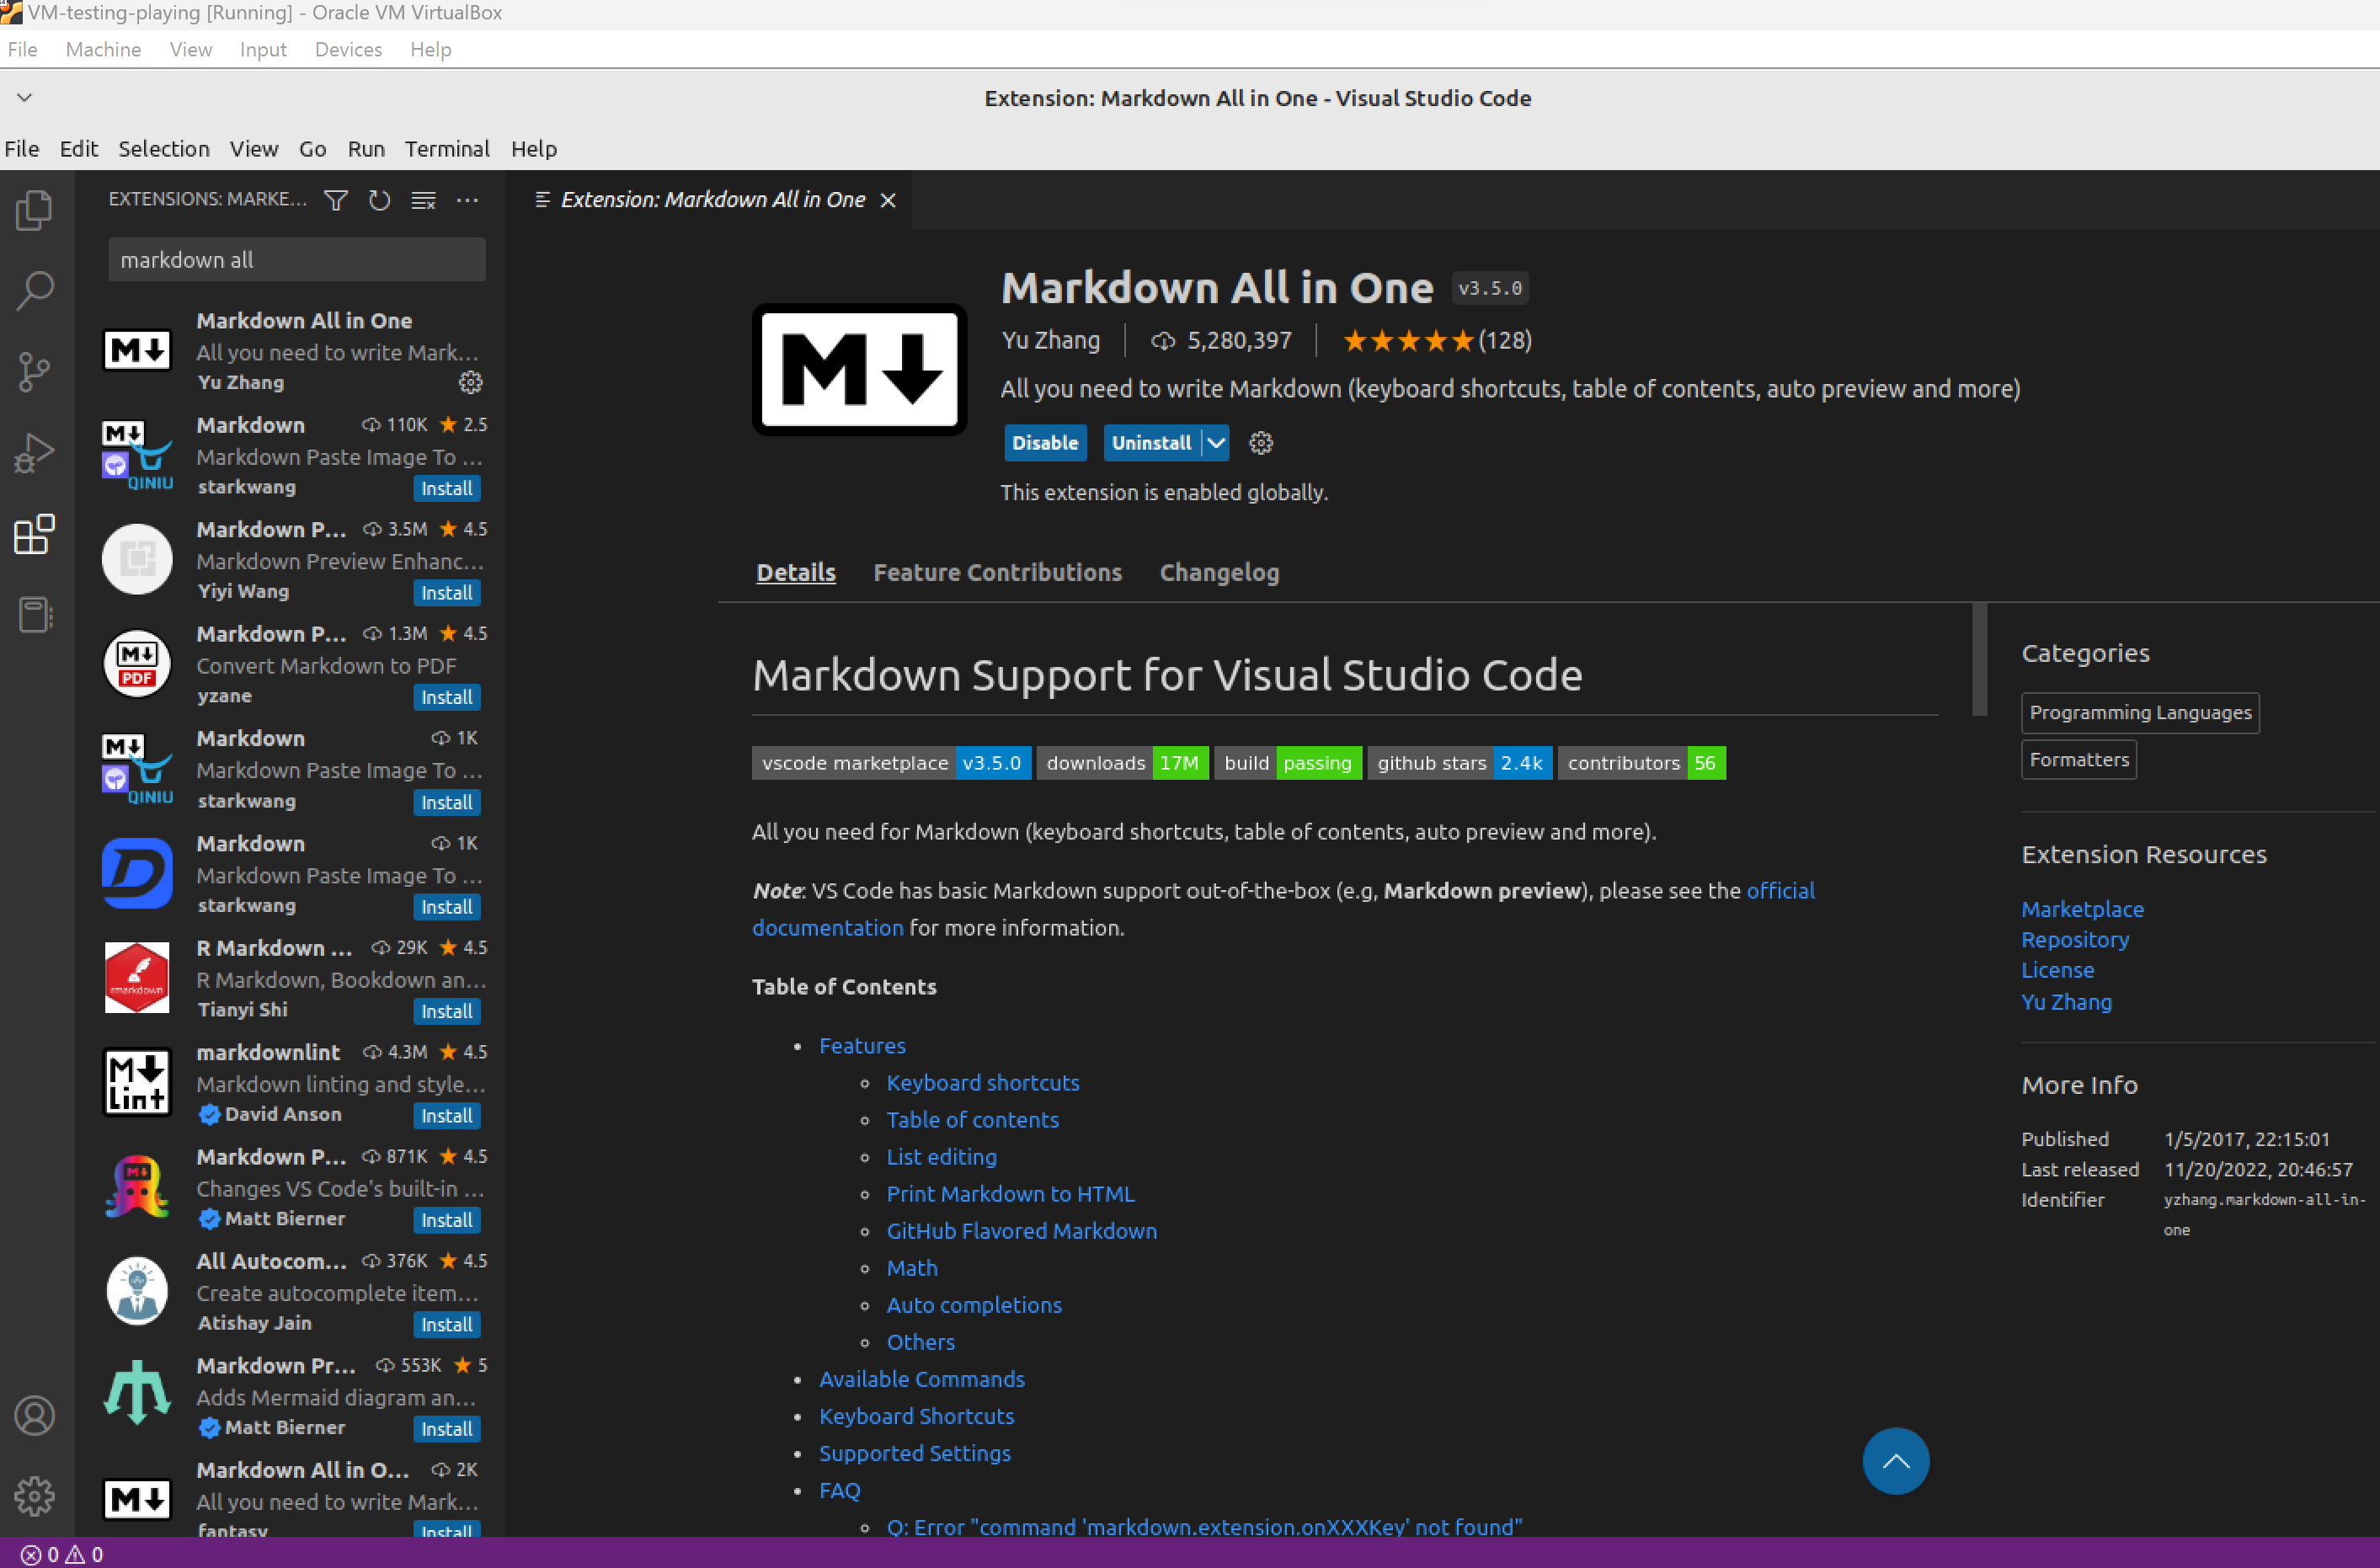 VM-testing-playing [Running] - Oracle VM VirtualBox
File Machine View Input Devices Help
Extension: Markdown All in One - Visual Studio Code
File Edit Selection View Go Run Terminal Help
EXTENSIONS: MARKE...
markdown all
Markdown All in One
All you need to write Mark...
Yu Zhang
Markdown 110K ★ 2.5
Markdown Paste Image To ...
starkwang Install
M↓ QINIU
Markdown P... 3.5M ★ 4.5
Markdown Preview Enhanc...
Yiyi Wang Install
Markdown P... 1.3M ★ 4.5
Convert Markdown to PDF
yzane Install
M↓ PDF
Markdown 1K
Markdown Paste Image To ...
starkwang Install
M↓ QINIU
Markdown 1K
Markdown Paste Image To ...
starkwang Install
R Markdown ... 29K ★ 4.5
R Markdown, Bookdown an...
Tianyi Shi Install
rmarkdown
markdownlint 4.3M ★ 4.5
Markdown linting and style...
David Anson Install
M↓ lint
Markdown P... 871K ★ 4.5
Changes VS Code's built-in ...
Matt Bierner Install
All Autocom... 376K ★ 4.5
Create autocomplete item...
Atishay Jain Install
Markdown Pr... 553K ★ 5
Adds Mermaid diagram an...
Matt Bierner Install
Markdown All in O... 2K
All you need to write Mark...
fantasy Install
Extension: Markdown All in One
M↓
Markdown All in One v3.5.0
Yu Zhang 5,280,397 ★★★★★(128)
All you need to write Markdown (keyboard shortcuts, table of contents, auto preview and more)
Disable Uninstall
This extension is enabled globally.
Details Feature Contributions Changelog
Markdown Support for Visual Studio Code
vscode marketplace v3.5.0 downloads 17M build passing github stars 2.4k contributors 56
All you need for Markdown (keyboard shortcuts, table of contents, auto preview and more).
Note: VS Code has basic Markdown support out-of-the-box (e.g, Markdown preview), please see the official
documentation for more information.
Table of Contents
• Features
◦ Keyboard shortcuts
◦ Table of contents
◦ List editing
◦ Print Markdown to HTML
◦ GitHub Flavored Markdown
◦ Math
◦ Auto completions
◦ Others
• Available Commands
• Keyboard Shortcuts
• Supported Settings
• FAQ
◦ Q: Error "command 'markdown.extension.onXXXKey' not found"
Categories
Programming Languages
Formatters
Extension Resources
Marketplace
Repository
License
Yu Zhang
More Info
Published 1/5/2017, 22:15:01
Last released 11/20/2022, 20:46:57
Identifier yzhang.markdown-all-in-
one
0 0